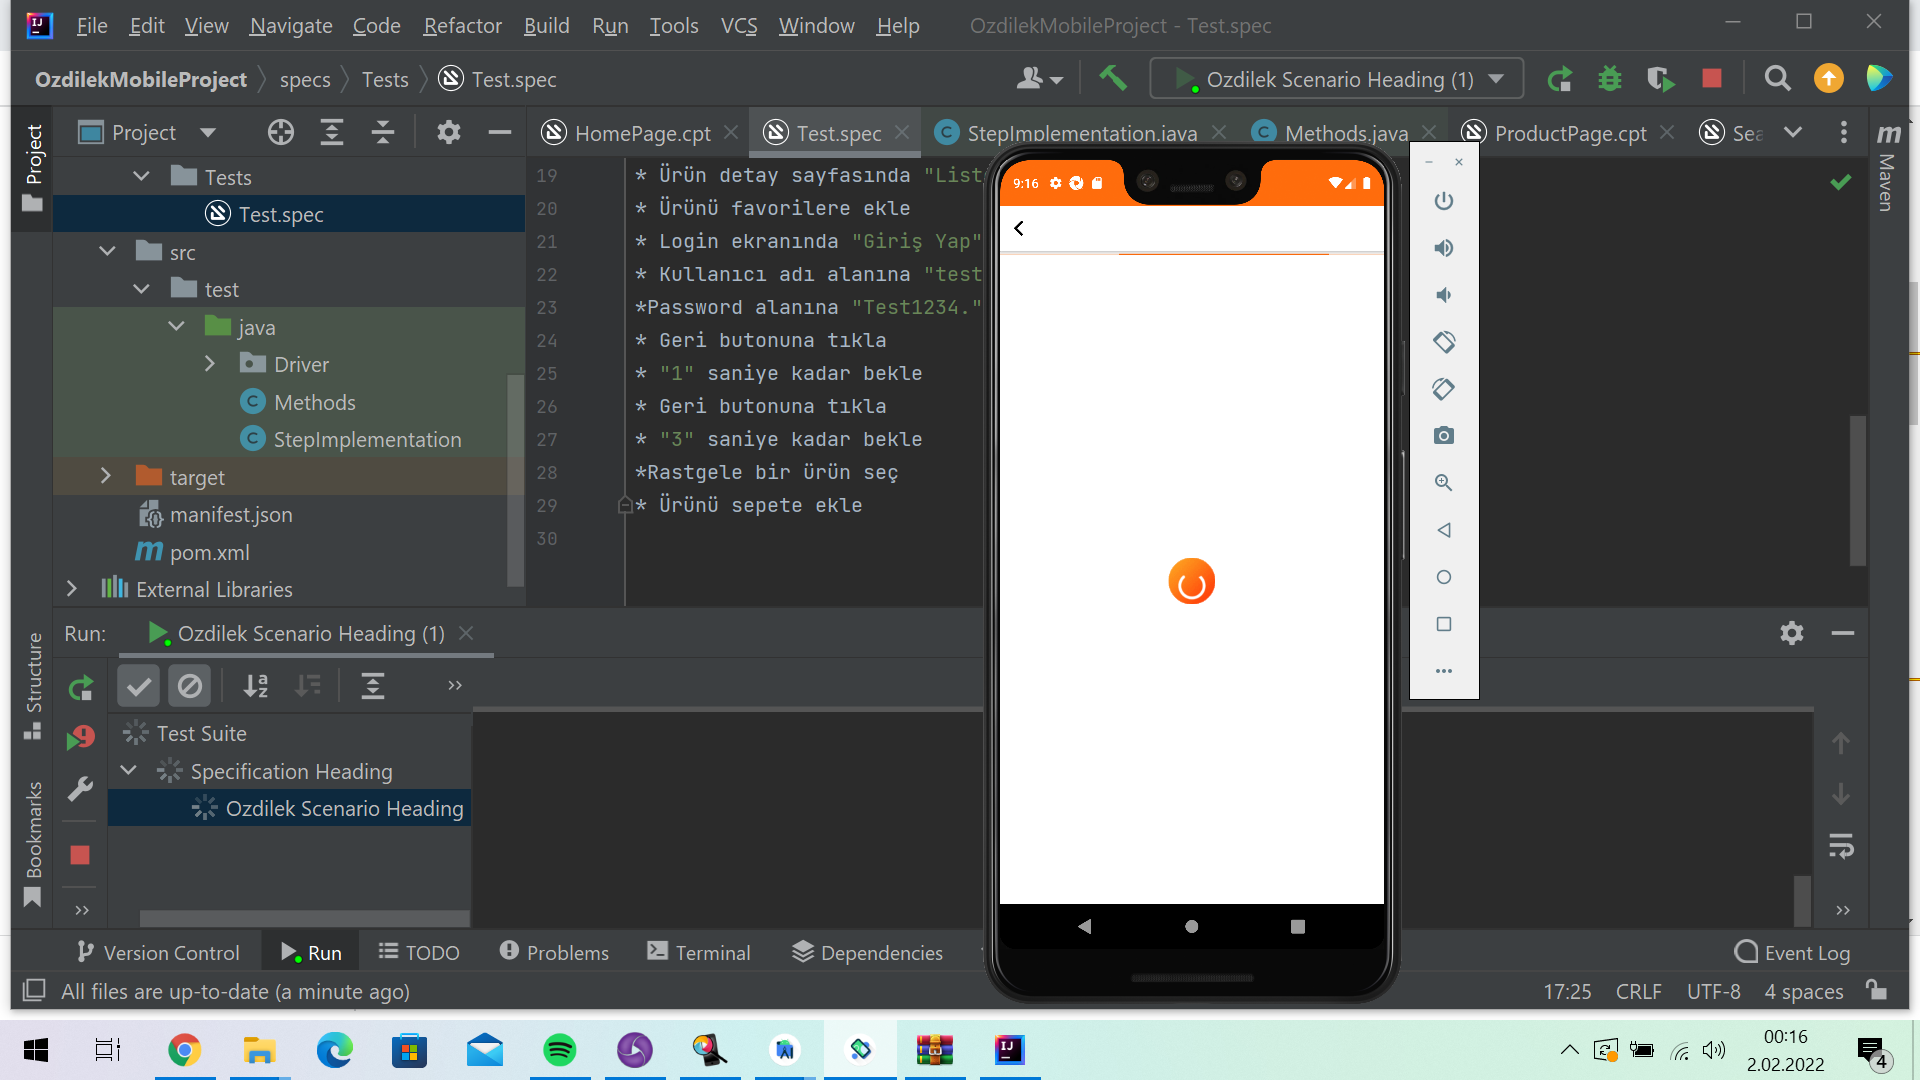 File Edit View Navigate Code Refactor Build Run Tools VCS Window Help OzdilekMobileProject - Test.spec
OzdilekMobileProject specs Tests Test.spec
Ozdilek Scenario Heading (1)
Project
HomePage.cpt Test.spec StepImplementation.java Methods.java ProductPage.cpt Sea
Project
Maven
Tests
Test.spec
src
test
java
Driver
Methods
StepImplementation
target
manifest.json
pom.xml
External Libraries
19 * Ürün detay sayfasında "List
20 * Ürünü favorilere ekle
21 * Login ekranında "Giriş Yap"
22 * Kullanıcı adı alanına "test
23 *Password alanına "Test1234."
24 * Geri butonuna tıkla
25 * "1" saniye kadar bekle
26 * Geri butonuna tıkla
27 * "3" saniye kadar bekle
28 *Rastgele bir ürün seç
29 * Ürünü sepete ekle
30
9:16
Run: Ozdilek Scenario Heading (1)
Structure
Bookmarks
Test Suite
Specification Heading
Ozdilek Scenario Heading
Version Control Run TODO Problems Terminal Dependencies Event Log
All files are up-to-date (a minute ago) 17:25 CRLF UTF-8 4 spaces
00:16
2.02.2022
4